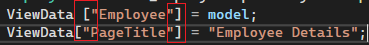 ViewData ["Employee"] = model;
ViewData["PageTitle"] = "Employee Details";